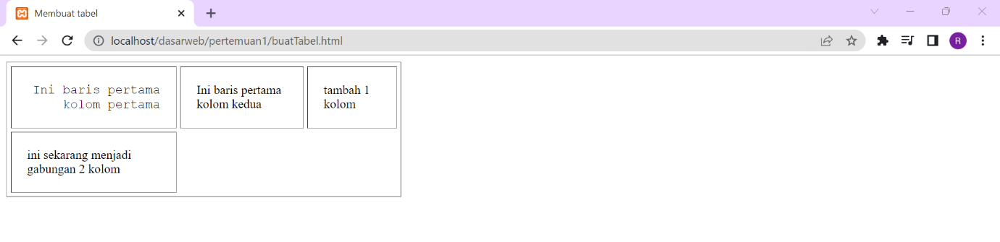 Membuat tabel
localhost/dasarweb/pertemuan1/buatTabel.html
R
Ini baris pertama
kolom pertama
Ini baris pertama
kolom kedua
tambah 1
kolom
ini sekarang menjadi
gabungan 2 kolom